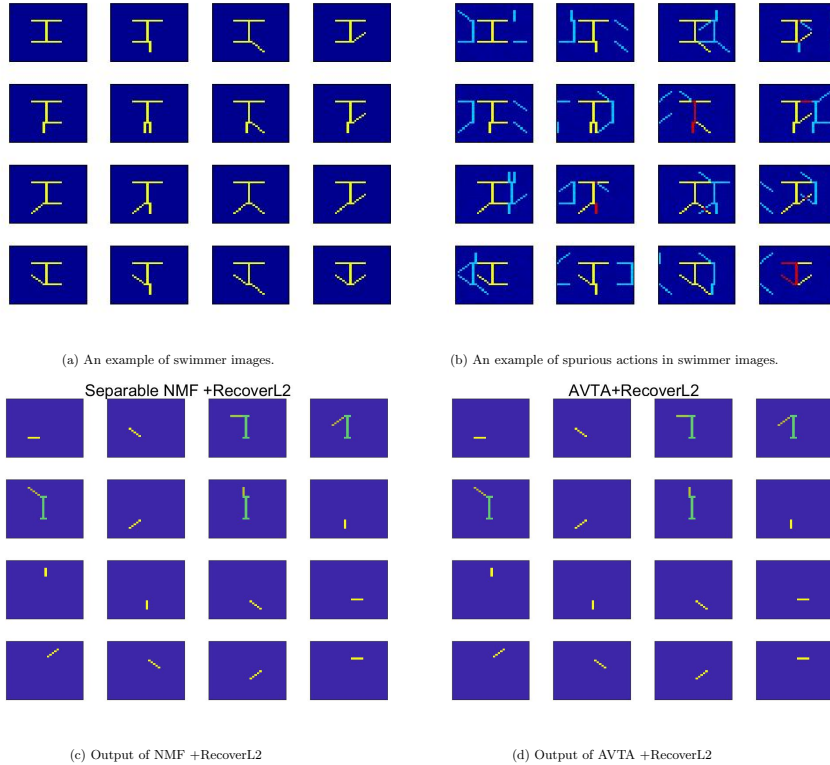 (a) An example of swimmer images.
(b) An example of spurious actions in swimmer images.
Separable NMF +RecoverL2
AVTA+RecoverL2
(c) Output of NMF +RecoverL2
(d) Output of AVTA +RecoverL2